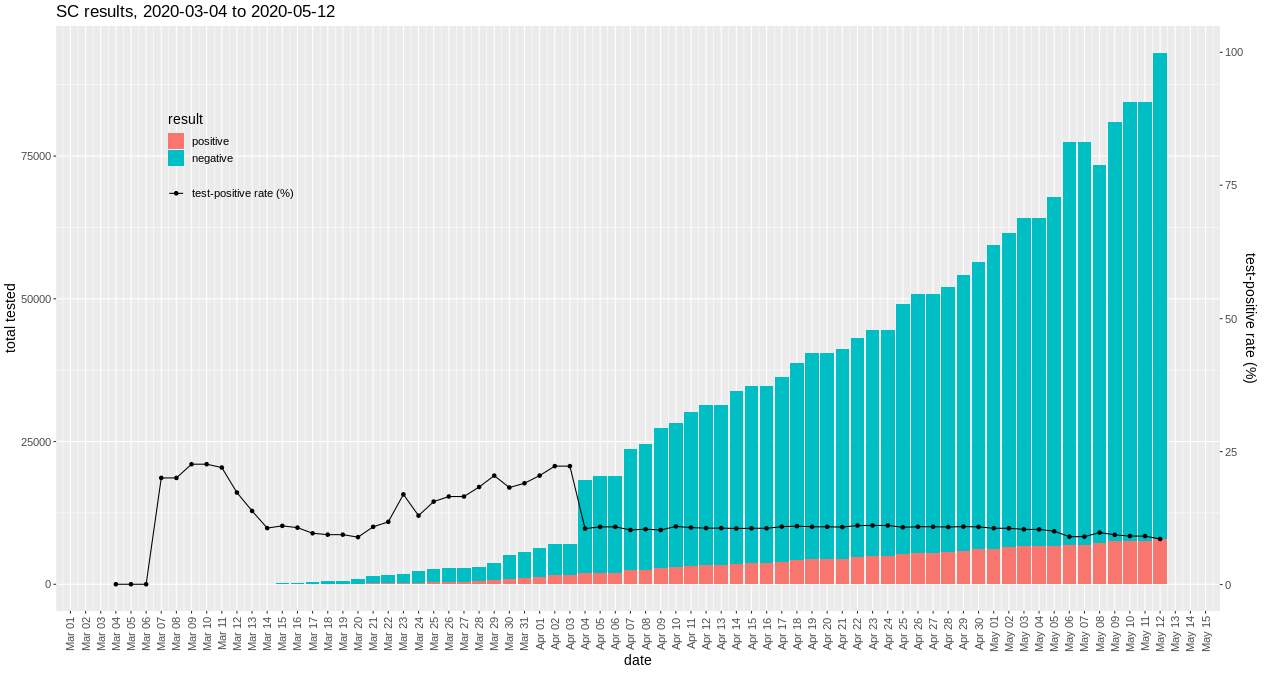 SC results, 2020-03-04 to 2020-05-12
result
positive
negative
test-positive rate (%)
total tested
75000
50000
25000
0
100
75
50
25
0
test-positive rate (%)
Mar 01
Mar 02
Mar 03
Mar 04
Mar 05
Mar 06
Mar 07
Mar 08
Mar 09
Mar 10
Mar 11
Mar 12
Mar 13
Mar 14
Mar 15
Mar 16
Mar 17
Mar 18
Mar 19
Mar 20
Mar 21
Mar 22
Mar 23
Mar 24
Mar 25
Mar 26
Mar 27
Mar 28
Mar 29
Mar 30
Mar 31
Apr 01
Apr 02
Apr 03
Apr 04
Apr 05
Apr 06
Apr 07
Apr 08
Apr 09
Apr 10
Apr 11
Apr 12
Apr 13
Apr 14
Apr 15
Apr 16
Apr 17
Apr 18
Apr 19
Apr 20
Apr 21
Apr 22
Apr 23
Apr 24
Apr 25
Apr 26
Apr 27
Apr 28
Apr 29
Apr 30
May 01
May 02
May 03
May 04
May 05
May 06
May 07
May 08
May 09
May 10
May 11
May 12
May 13
May 14
May 15
date